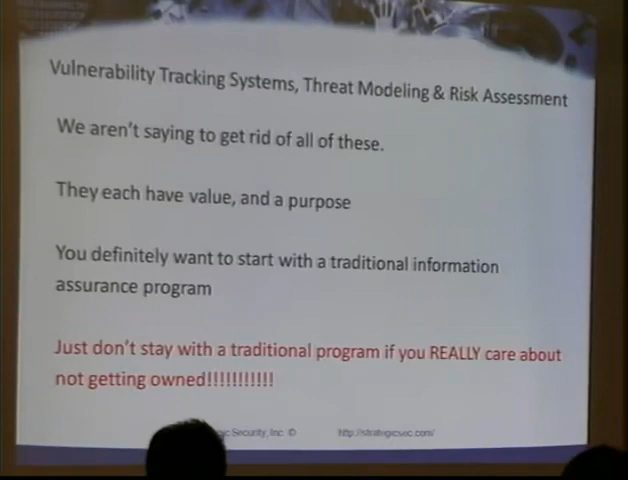 Vulnerability Tracking Systems, Threat Modeling & Risk Assessment
We aren't saying to get rid of all of these.
They each have value, and a purpose
You definitely want to start with a traditional information
assurance program
Just don't stay with a traditional program if you REALLY care about
not getting owned!!!!!!!!!!!
Security, Inc. © http://strategicsec.com/